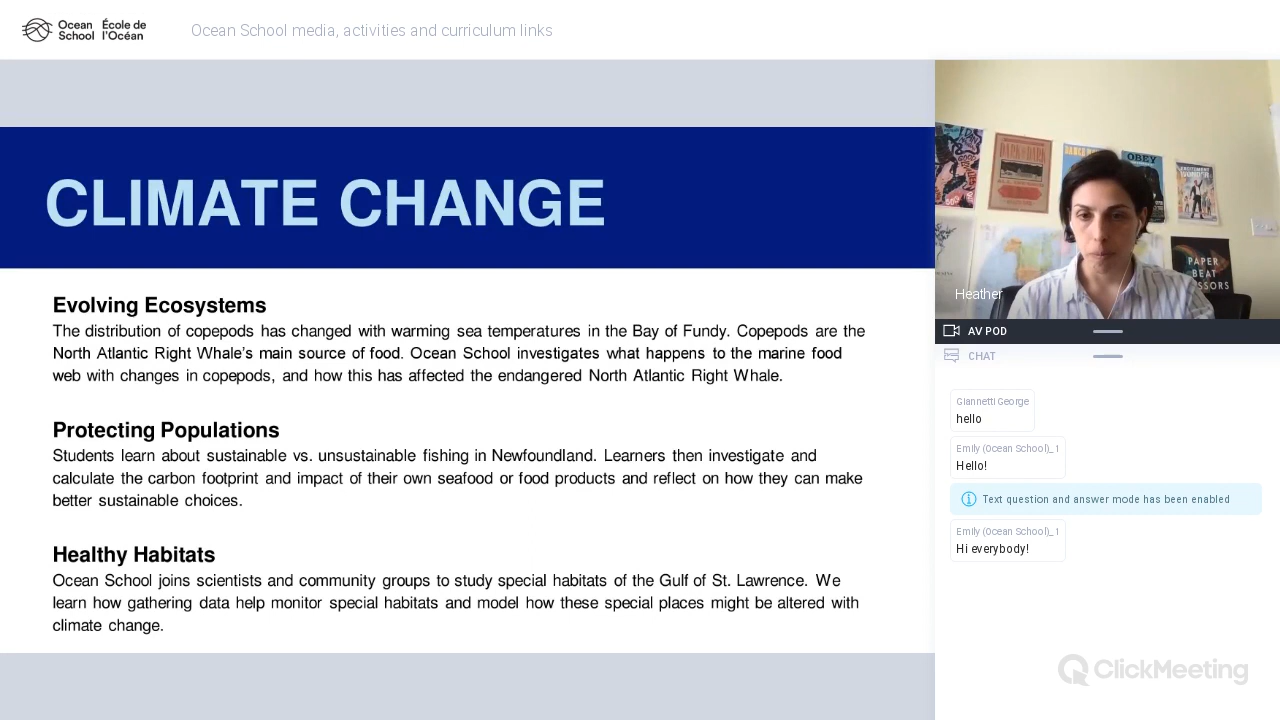 Ocean School
École de l'Océan
Ocean School media, activities and curriculum links
CLIMATE CHANGE
Evolving Ecosystems
The distribution of copepods has changed with warming sea temperatures in the Bay of Fundy. Copepods are the
North Atlantic Right Whale's main source of food. Ocean School investigates what happens to the marine food
web with changes in copepods, and how this has affected the endangered North Atlantic Right Whale.
Protecting Populations
Students learn about sustainable vs. unsustainable fishing in Newfoundland. Learners then investigate and
calculate the carbon footprint and impact of their own seafood or food products and reflect on how they can make
better sustainable choices.
Healthy Habitats
Ocean School joins scientists and community groups to study special habitats of the Gulf of St. Lawrence. We
learn how gathering data help monitor special habitats and model how these special places might be altered with
climate change.
DARK DARK
OBEY
PAPER
BEAT
Heather
AV POD
CHAT
Giannetti George
hello
Emily (Ocean School)_1
Hello!
Text question and answer mode has been enabled
Emily (Ocean School)_1
Hi everybody!
ClickMeeting